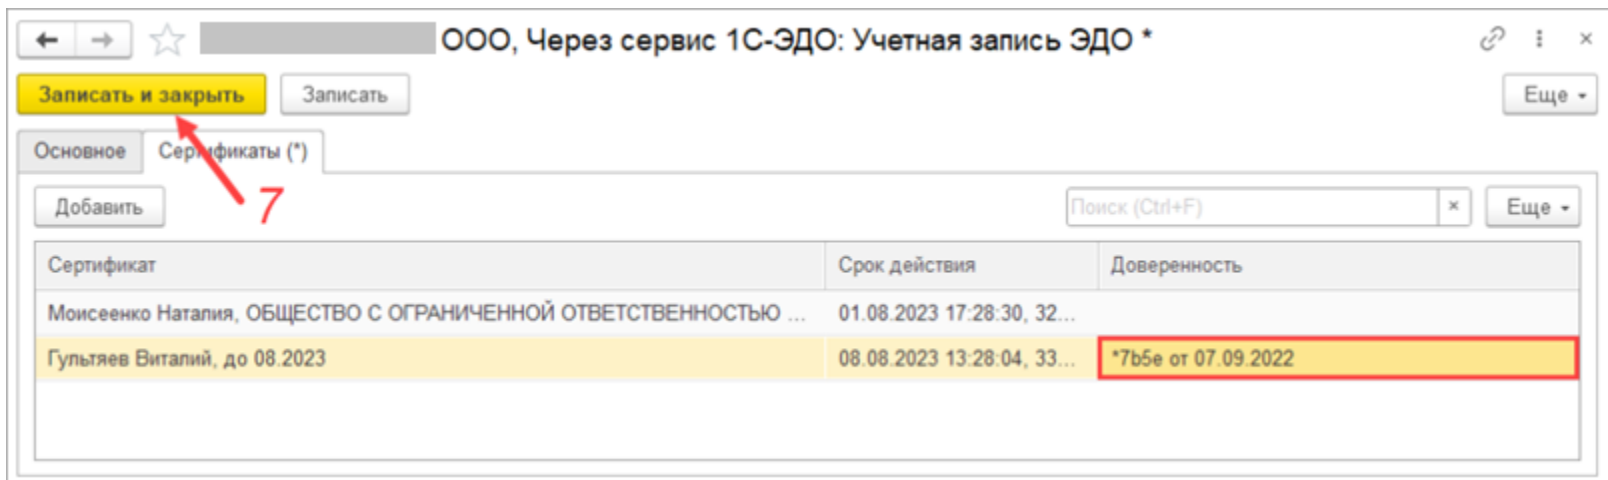 ООО, Через сервис 1С-ЭДО: Учетная запись ЭДО *
Записать и закрыть Записать Еще
Основное Сертификаты (*)
7
Добавить Поиск (Ctrl+F) × Еще
Сертификат Срок действия Доверенность
Моисеенко Наталия, ОБЩЕСТВО С ОГРАНИЧЕННОЙ ОТВЕТСТВЕННОСТЬЮ ... 01.08.2023 17:28:30, 32...
Гультяев Виталий, до 08.2023 08.08.2023 13:28:04, 33... *7b5e от 07.09.2022